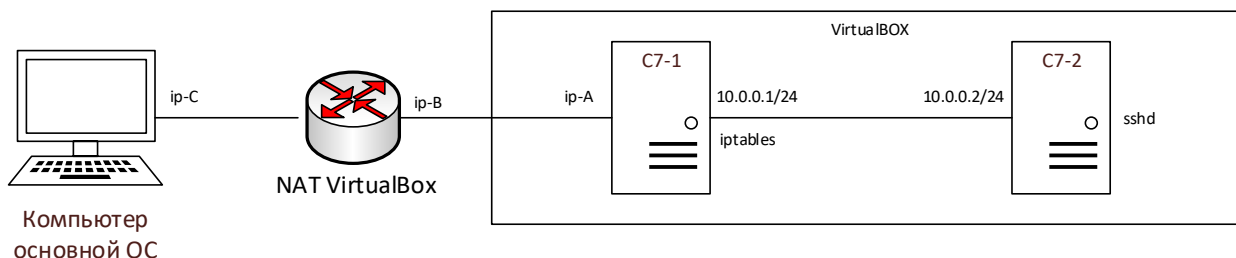 VirtualBOX
C7-1
C7-2
ip-C
ip-B
ip-A
10.0.0.1/24
10.0.0.2/24
sshd
iptables
NAT VirtualBox
Компьютер
основной ОС